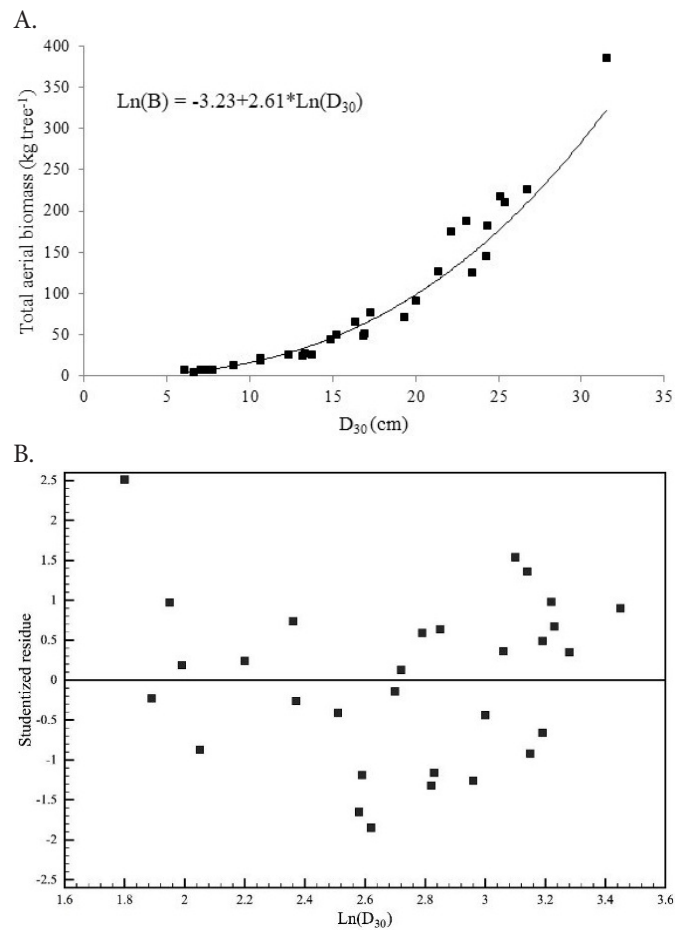 A.
400
350
300
250
200
150
100
50
0
Total aerial biomass (kg tree⁻¹)
Ln(B) = -3.23+2.61*Ln(D₃₀)
0 5 10 15 20 25 30 35
D₃₀ (cm)
B.
2.5
2
1.5
1
0.5
0
-0.5
-1
-1.5
-2
-2.5
Studentized residue
1.6 1.8 2 2.2 2.4 2.6 2.8 3 3.2 3.4 3.6
Ln(D₃₀)